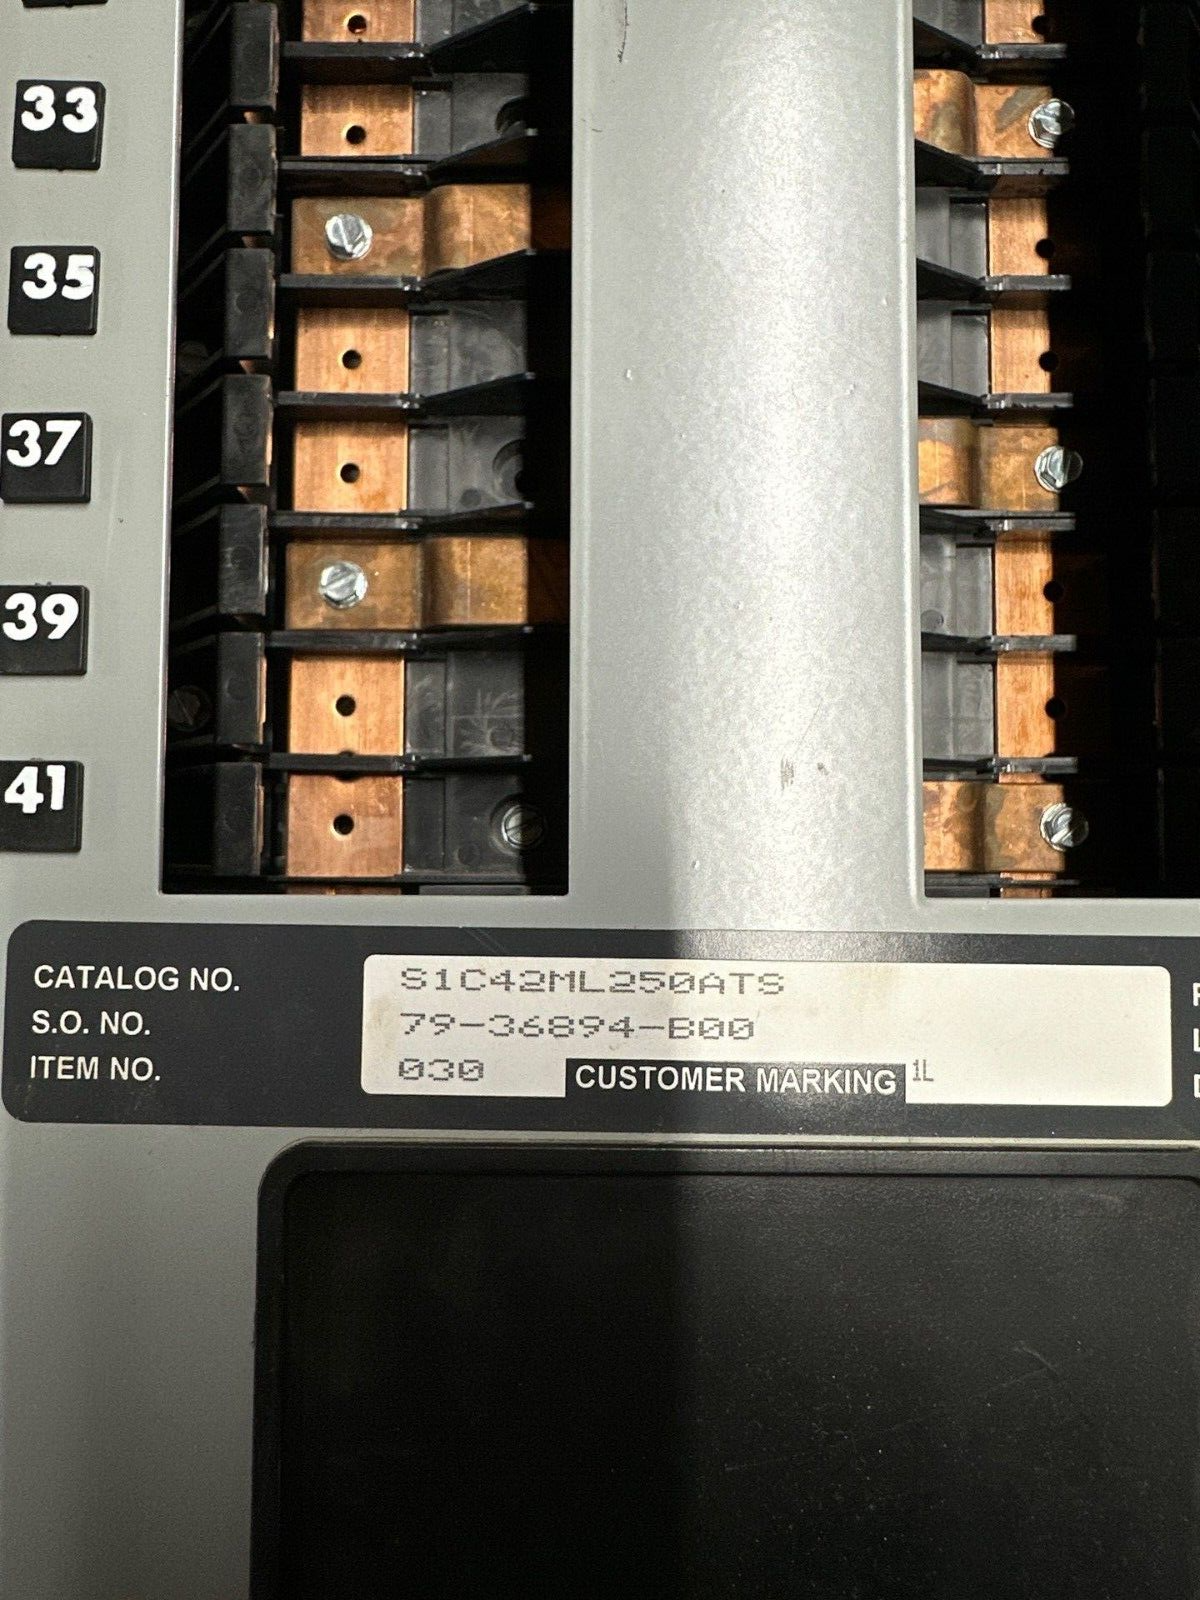 33
35
37
39
41
CATALOG NO. S1C42ML250ATS
S.O. NO. 79-36894-B00
ITEM NO. 030 CUSTOMER MARKING 1L